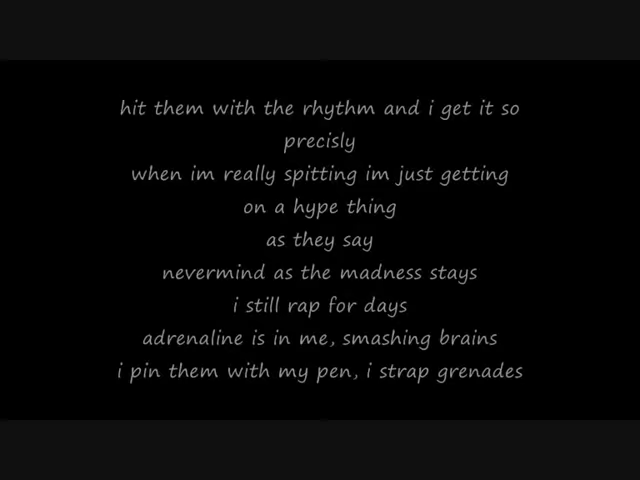 hit them with the rhythm and i get it so
precisly
when im really spitting im just getting
on a hype thing
as they say
nevermind as the madness stays
i still rap for days
adrenaline is in me, smashing brains
i pin them with my pen, i strap grenades